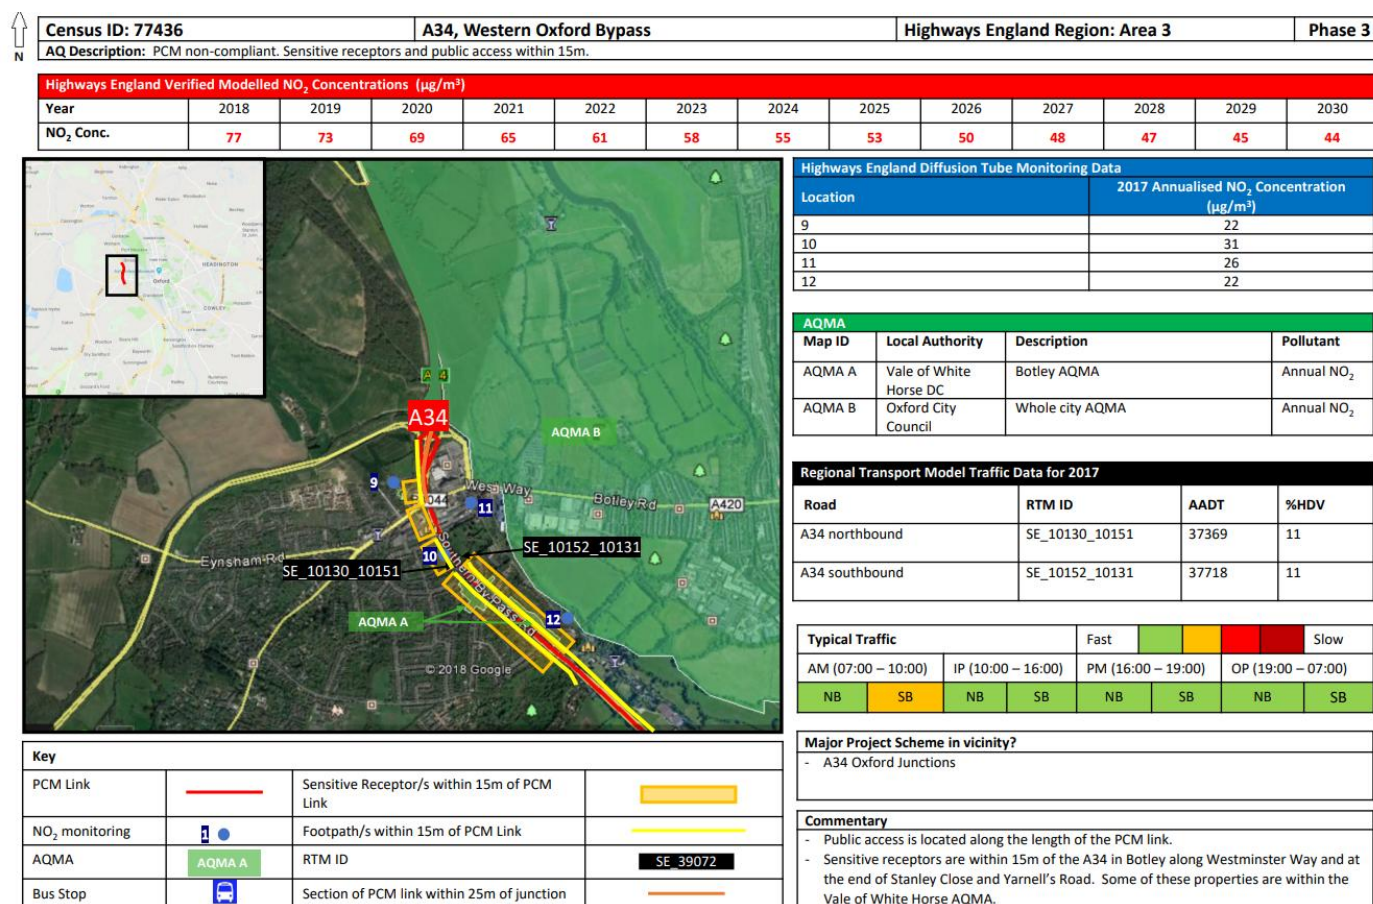 N
Census ID: 77436 A34, Western Oxford Bypass Highways England Region: Area 3 Phase 3
AQ Description: PCM non-compliant. Sensitive receptors and public access within 15m.
Highways England Verified Modelled NO₂ Concentrations (µg/m³)
Year 2018 2019 2020 2021 2022 2023 2024 2025 2026 2027 2028 2029 2030
NO₂ Conc. 77 73 69 65 61 58 55 53 50 48 47 45 44
HEADINGTON
Oxford
COWLEY
A34
AQMA B
9
West Way
Botley Rd
A420
11
SE_10152_10131
10
Eynsham Rd
SE_10130_10151
Southern By-Pass Rd
AQMA A
12
© 2018 Google
Highways England Diffusion Tube Monitoring Data
Location 2017 Annualised NO₂ Concentration
(µg/m³)
9 22
10 31
11 26
12 22
AQMA
Map ID Local Authority Description Pollutant
AQMA A Vale of White Botley AQMA Annual NO₂
Horse DC
AQMA B Oxford City Whole city AQMA Annual NO₂
Council
Regional Transport Model Traffic Data for 2017
Road RTM ID AADT %HDV
A34 northbound SE_10130_10151 37369 11
A34 southbound SE_10152_10131 37718 11
Typical Traffic Fast Slow
AM (07:00 – 10:00) IP (10:00 – 16:00) PM (16:00 – 19:00) OP (19:00 – 07:00)
NB SB NB SB NB SB NB SB
Major Project Scheme in vicinity?
- A34 Oxford Junctions
Commentary
- Public access is located along the length of the PCM link.
- Sensitive receptors are within 15m of the A34 in Botley along Westminster Way and at
the end of Stanley Close and Yarnell's Road. Some of these properties are within the
Vale of White Horse AQMA.
Key
PCM Link Sensitive Receptor/s within 15m of PCM
Link
NO₂ monitoring 1 Footpath/s within 15m of PCM Link
AQMA AQMA A RTM ID SE_39072
Bus Stop Section of PCM link within 25m of junction